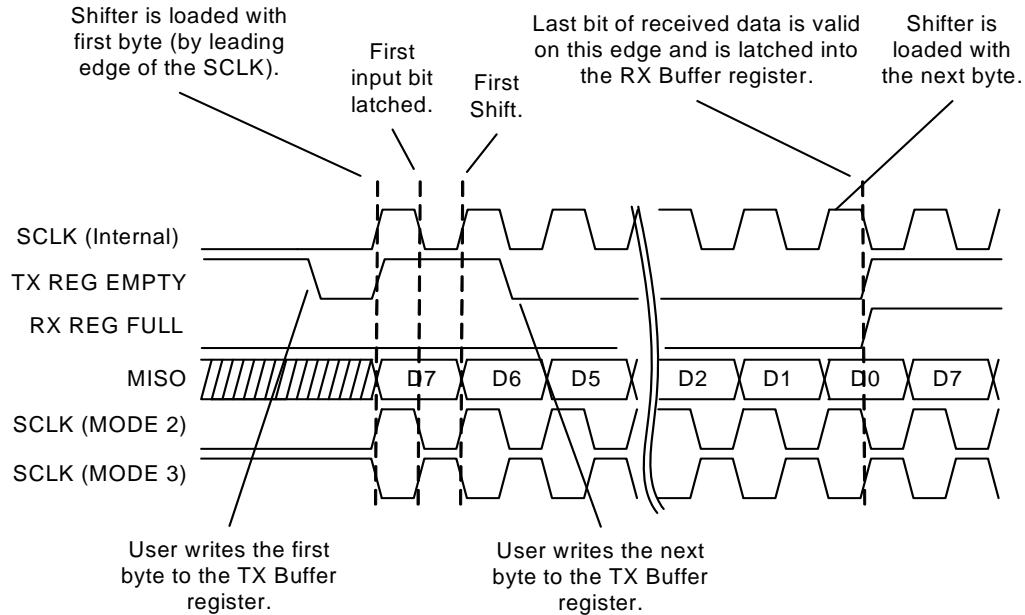 Shifter is loaded with
first byte (by leading
edge of the SCLK).
First
input bit
latched.
First
Shift.
Last bit of received data is valid
on this edge and is latched into
the RX Buffer register.
Shifter is
loaded with
the next byte.
SCLK (Internal)
TX REG EMPTY
RX REG FULL
MISO
D7
D6
D5
D2
D1
D0
D7
SCLK (MODE 2)
SCLK (MODE 3)
User writes the first
byte to the TX Buffer
register.
User writes the next
byte to the TX Buffer
register.